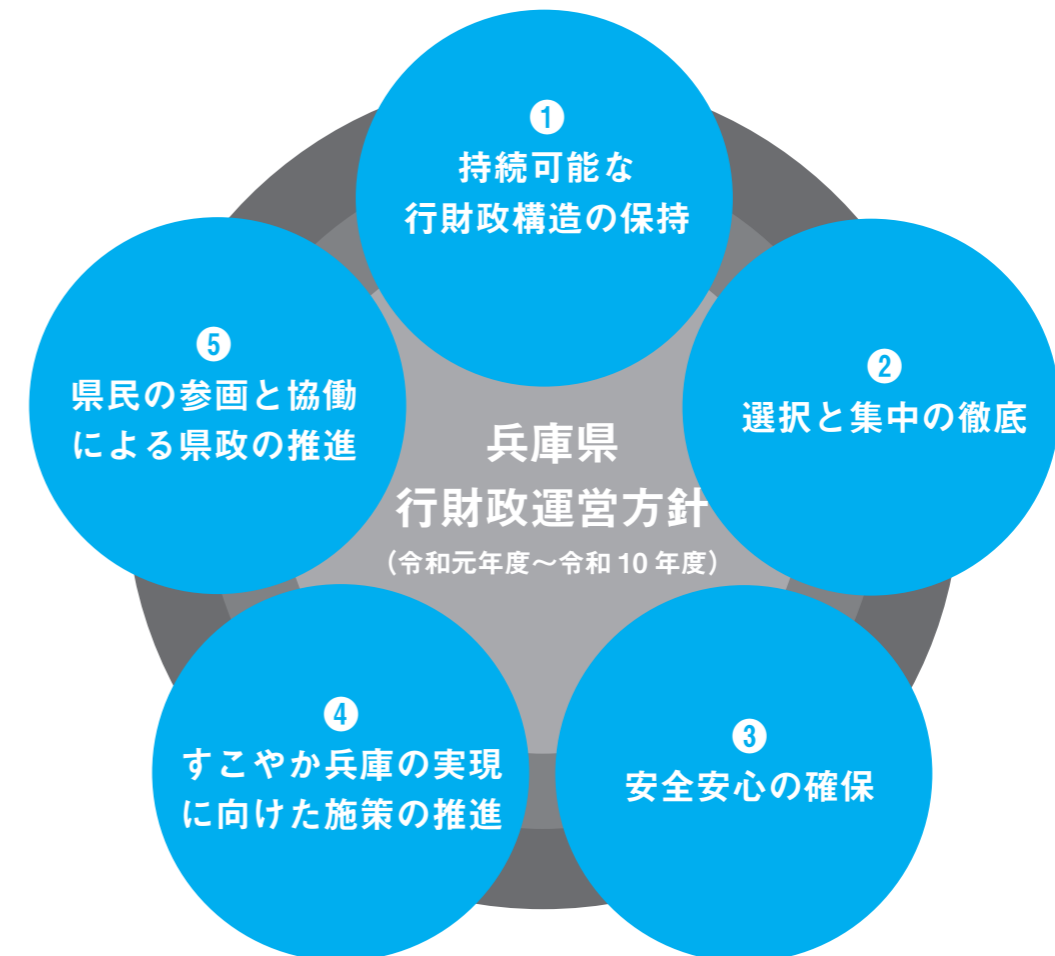 ❶
持続可能な
行財政構造の保持
❷
選択と集中の徹底
❸
安全安心の確保
❹
すこやか兵庫の実現
に向けた施策の推進
❺
県民の参画と協働
による県政の推進
兵庫県
行財政運営方針
（令和元年度～令和10年度）